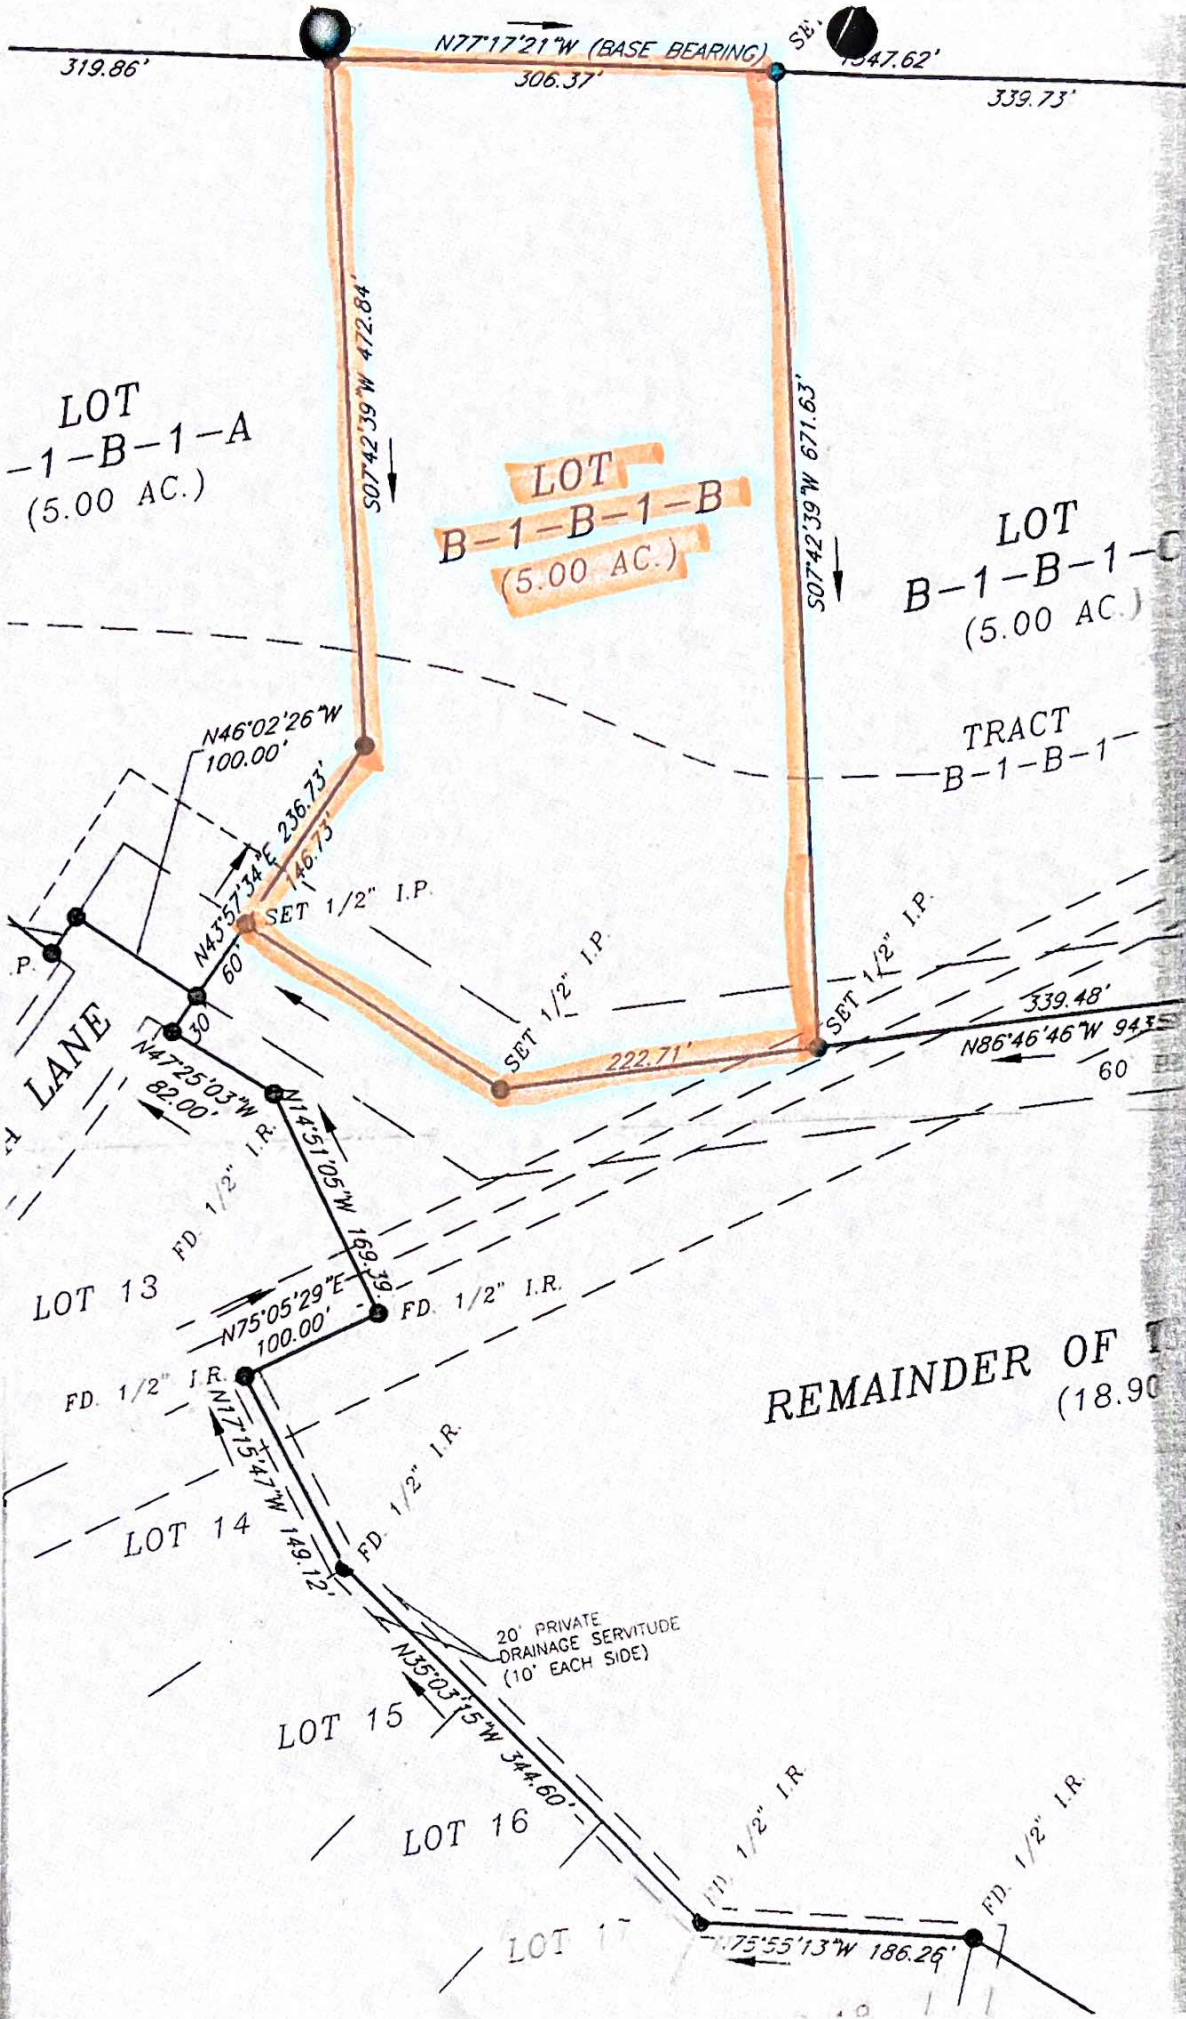 N77°17'21"W (BASE BEARING)
319.86'
306.37'
1347.62'
339.73'
S07°42'39"W 472.84'
S07°42'39"W 671.63'
LOT
-1-B-1-A
(5.00 AC.)
LOT
B-1-B-1-B
(5.00 AC.)
LOT
B-1-B-1-C
(5.00 AC.)
TRACT
B-1-B-1
N46°02'26"W
100.00'
N43°57'34"E 236.73'
146.73'
SET 1/2" I.P.
60'
30'
P.
LANE
SET 1/2" I.P.
SET 1/2" I.P.
222.71'
339.48'
N86°46'46"W
60
N47°25'03"W
82.00'
FD. 1/2" I.R.
N14°51'05"W 169.39'
LOT 13
N75°05'29"E
100.00'
FD. 1/2" I.R.
FD. 1/2" I.R.
REMAINDER OF
(18.90
N17°15'47"W 149.12'
LOT 14
FD. 1/2" I.R.
20' PRIVATE
DRAINAGE SERVITUDE
(10' EACH SIDE)
N35°03'15"W 344.60'
LOT 15
LOT 16
FD. 1/2" I.R.
FD. 1/2" I.R.
LOT 17
75°55'13"W 186.26'